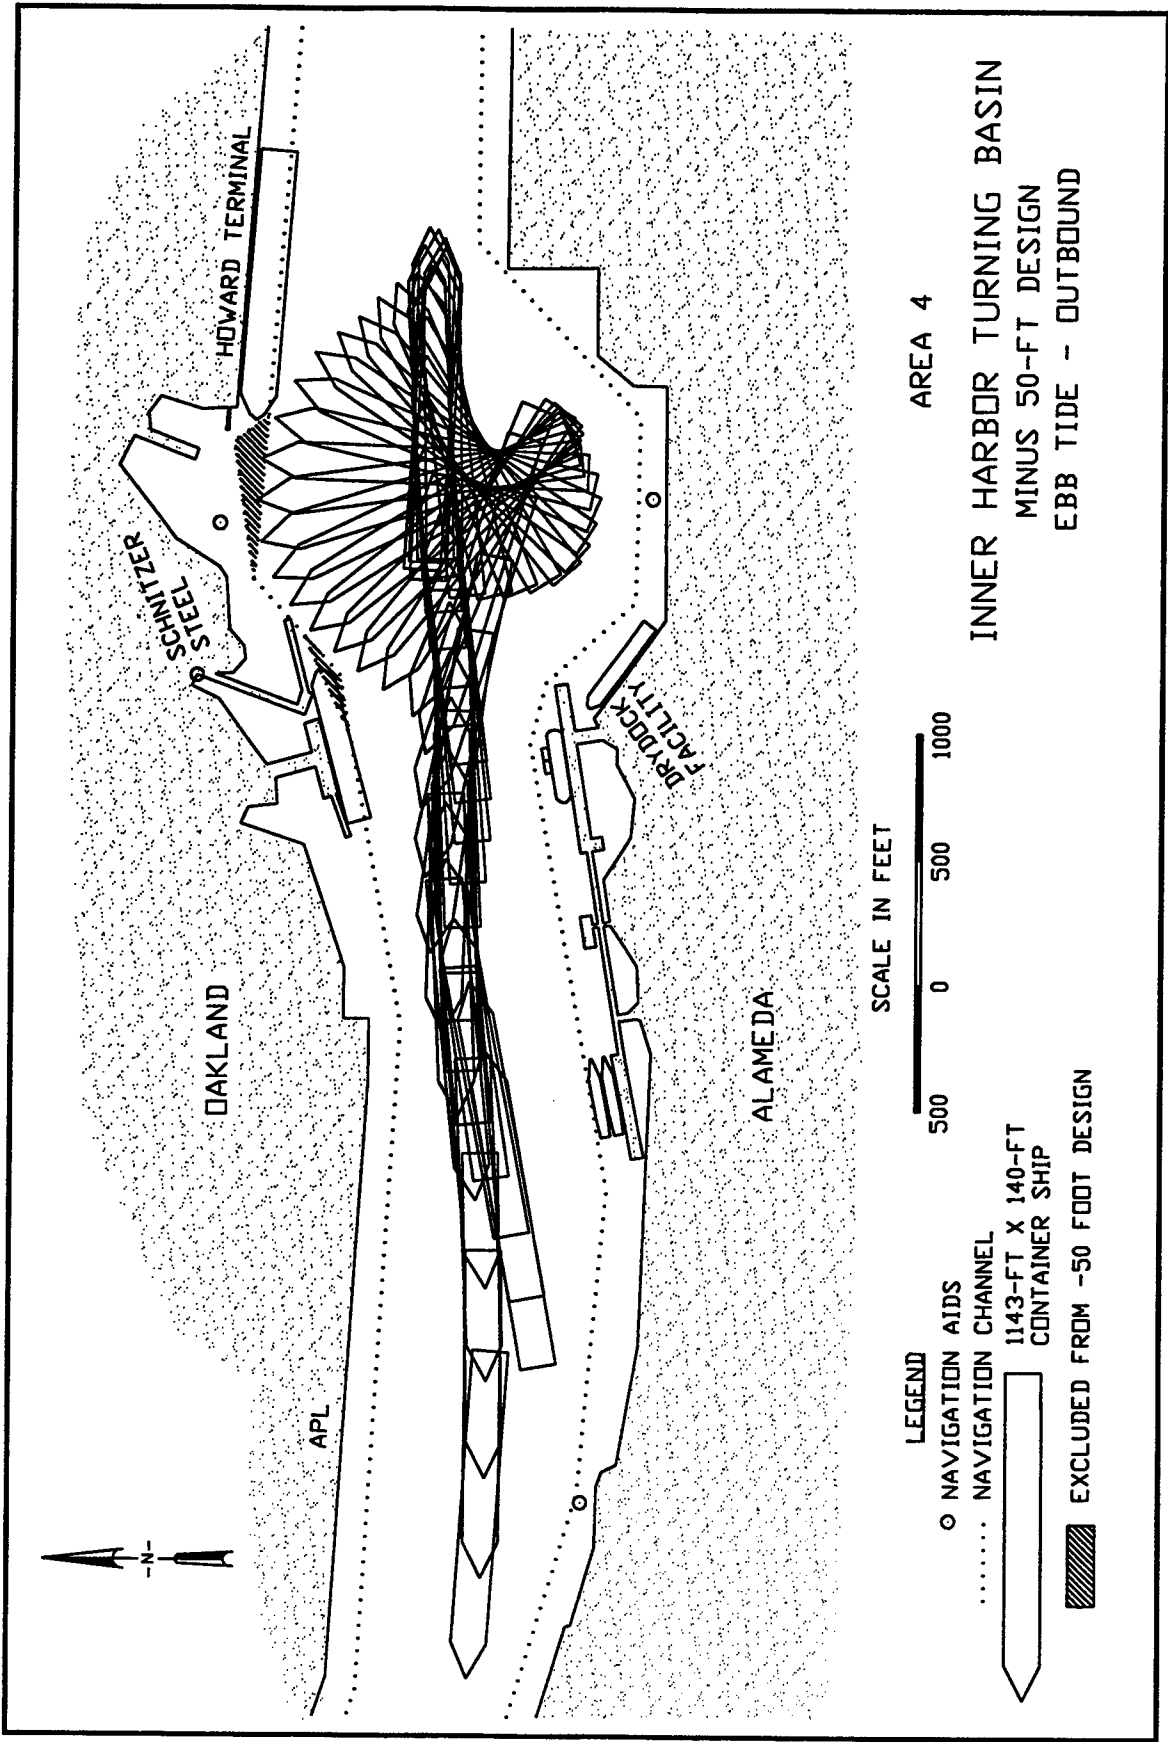 HOWARD TERMINAL
SCHNITZER
STEEL
OAKLAND
APL
-N-
DRYDOCK
FACILITY
ALAMEDA
SCALE IN FEET
500 0 500 1000
AREA 4
INNER HARBOR TURNING BASIN
MINUS 50-FT DESIGN
EBB TIDE - OUTBOUND
LEGEND
NAVIGATION AIDS
NAVIGATION CHANNEL
1143-FT X 140-FT
CONTAINER SHIP
EXCLUDED FROM -50 FOOT DESIGN